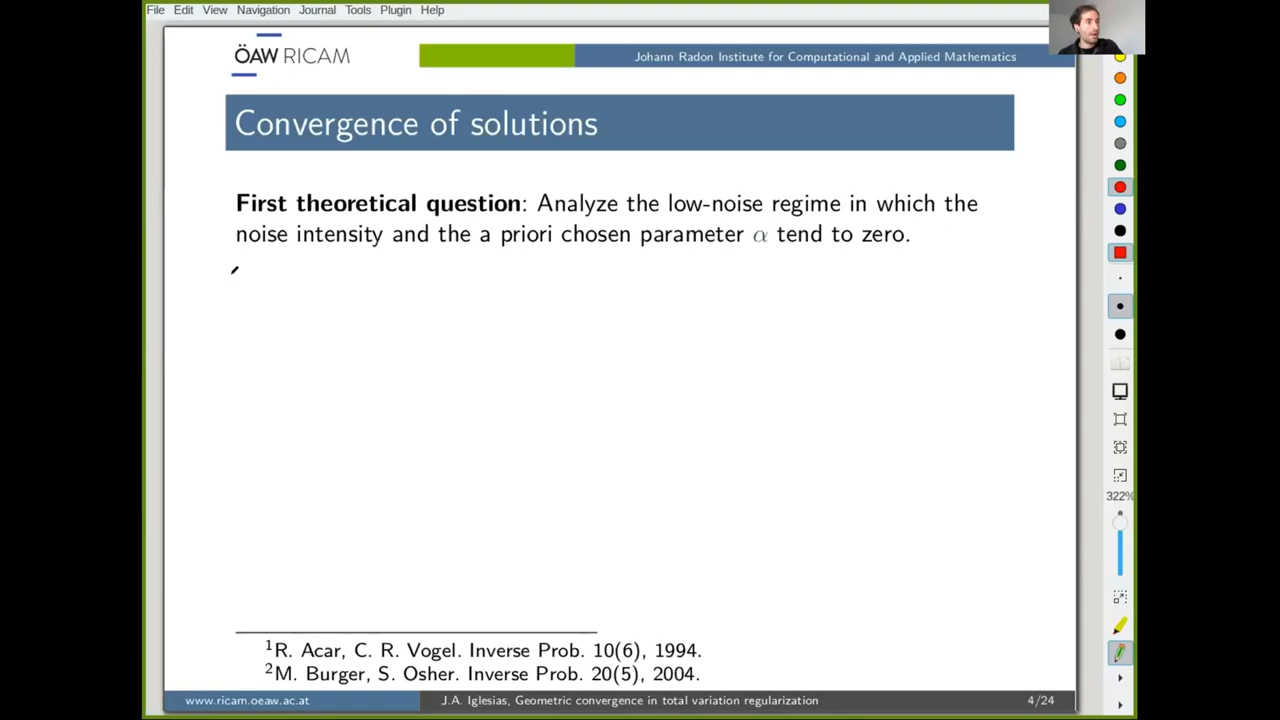 File Edit View Navigation Journal Tools Plugin Help
ÖAW RICAM
Johann Radon Institute for Computational and Applied Mathematics
Convergence of solutions
First theoretical question: Analyze the low-noise regime in which the
noise intensity and the a priori chosen parameter α tend to zero.
322%
1R. Acar, C. R. Vogel. Inverse Prob. 10(6), 1994.
2M. Burger, S. Osher. Inverse Prob. 20(5), 2004.
www.ricam.oeaw.ac.at J.A. Iglesias, Geometric convergence in total variation regularization 4/24